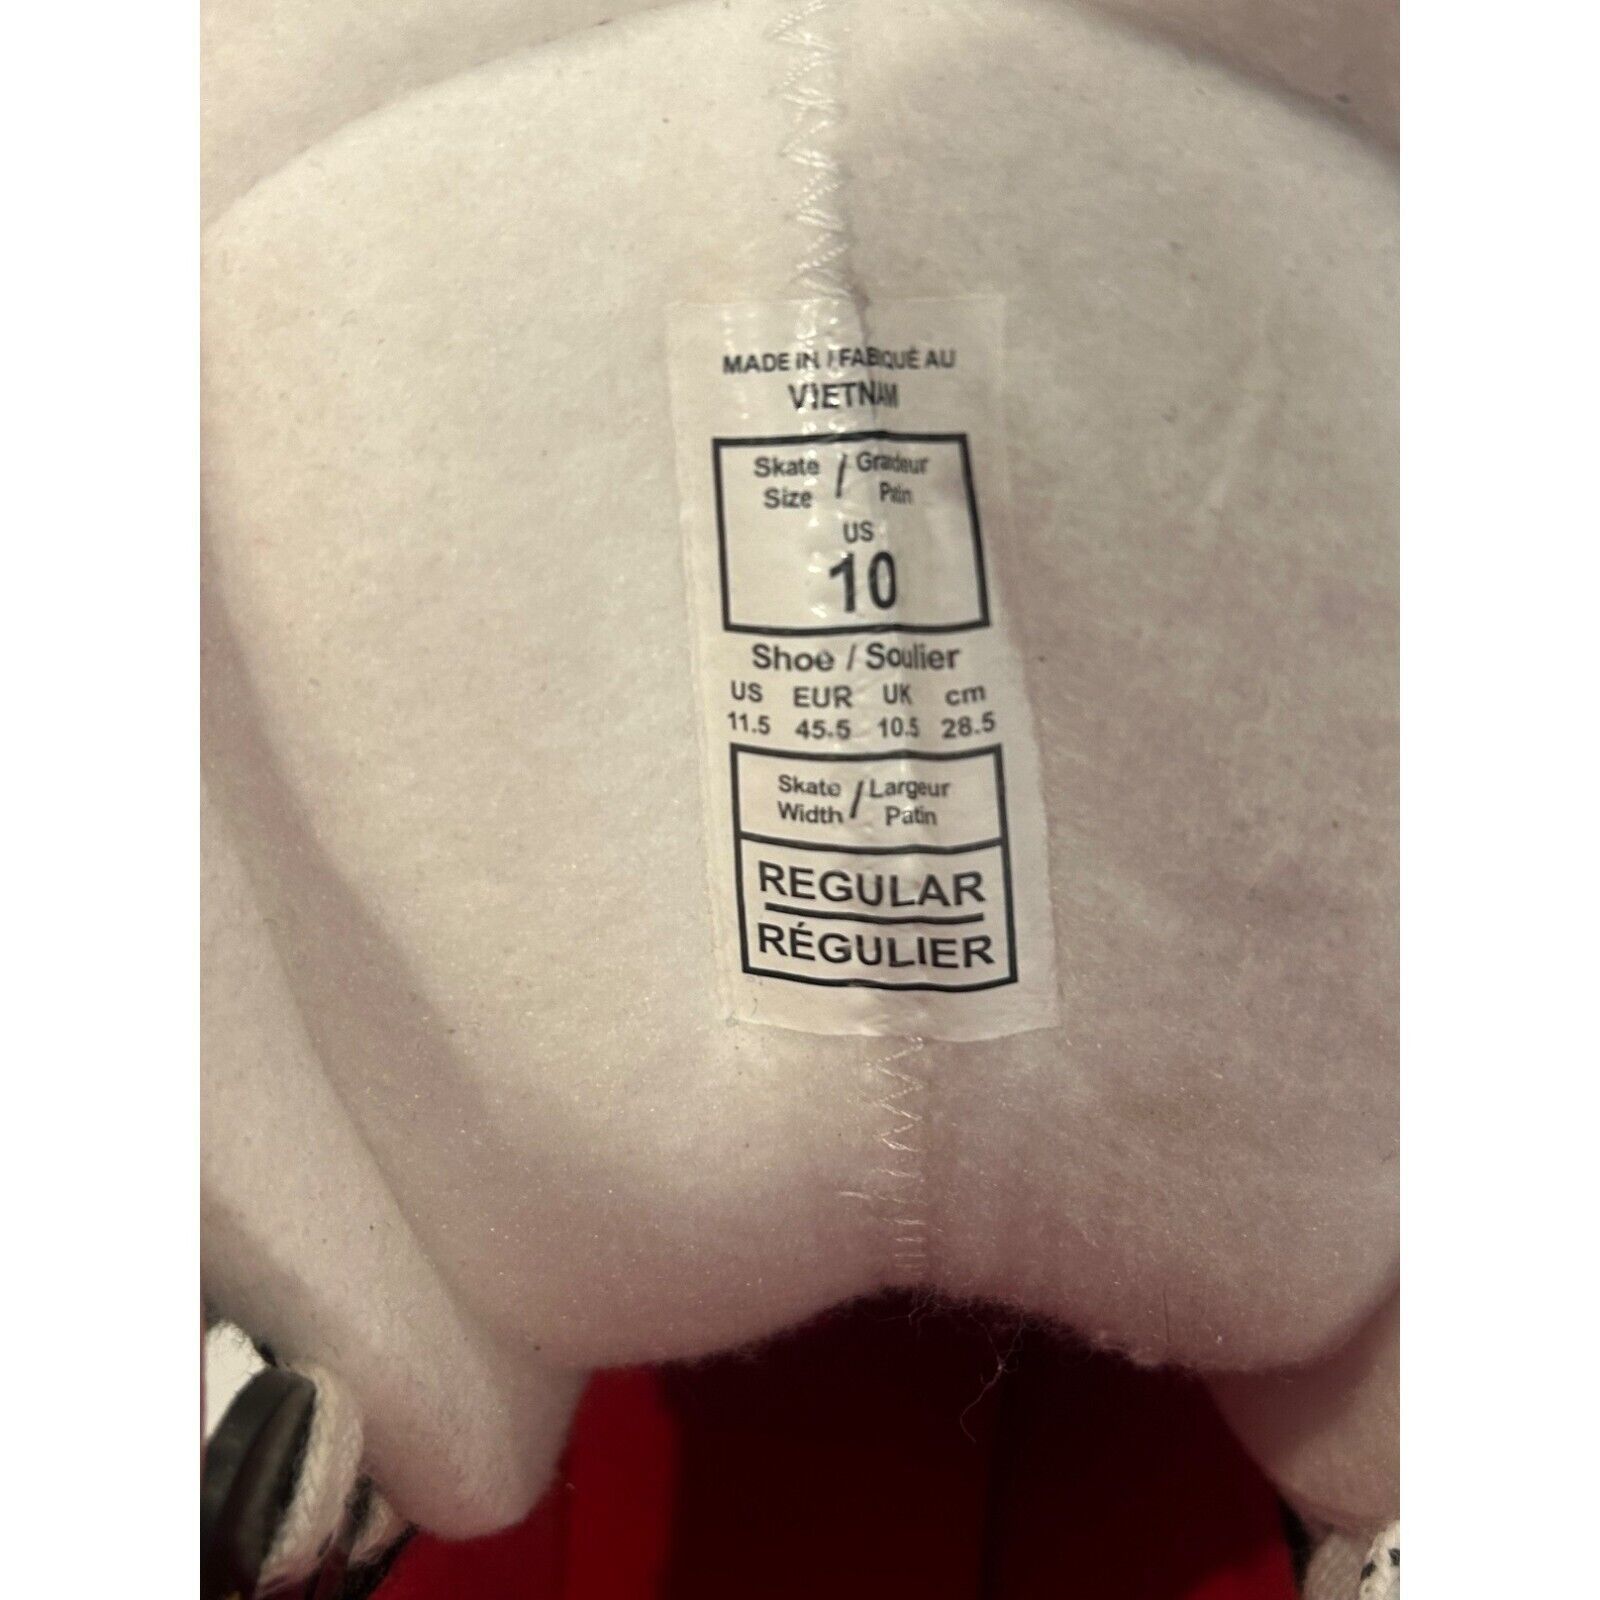 MADE IN / FABIQUÉ AU
VIETNAM
Skate Size / Grandeur Patin
US
10
Shoe / Soulier
US EUR UK cm
11.5 45.5 10.5 28.5
Skate Width / Largeur Patin
REGULAR
RÉGULIER